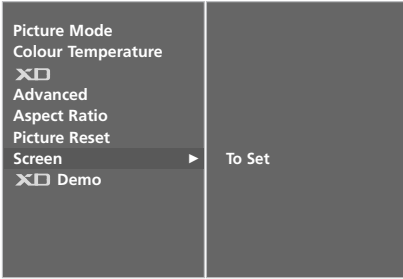 Picture Mode
Colour Temperature
XD
Advanced
Aspect Ratio
Picture Reset
Screen ► To Set
XD Demo